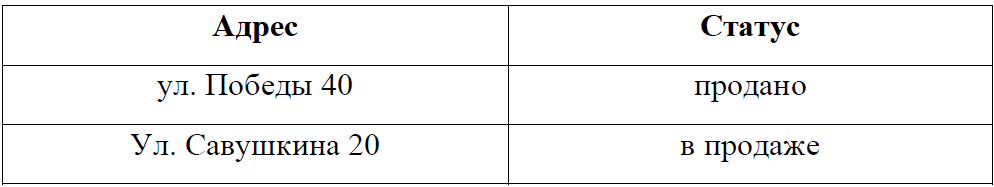 Адрес Статус
ул. Победы 40 продано
Ул. Савушкина 20 в продаже